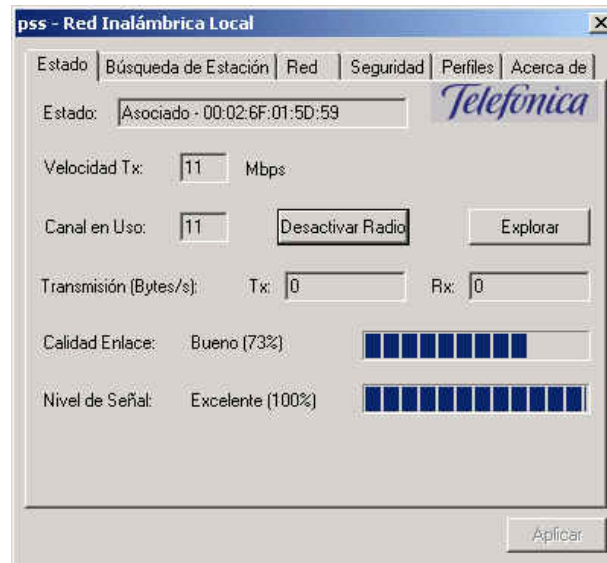 pss - Red Inalámbrica Local
Estado Búsqueda de Estación Red Seguridad Perfiles Acerca de
Telefónica
Estado: Asociado - 00:02:6F:01:5D:59
Velocidad Tx: 11 Mbps
Canal en Uso: 11 Desactivar Radio Explorar
Transmisión (Bytes/s): Tx: 0 Rx: 0
Calidad Enlace: Bueno (73%)
Nivel de Señal: Excelente (100%)
Aplicar